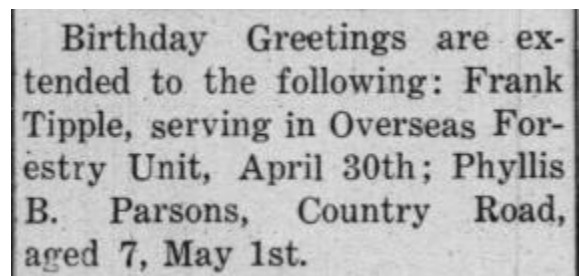 Birthday Greetings are ex-
tended to the following: Frank
Tipple, serving in Overseas For-
estry Unit, April 30th; Phyllis
B. Parsons, Country Road,
aged 7, May 1st.